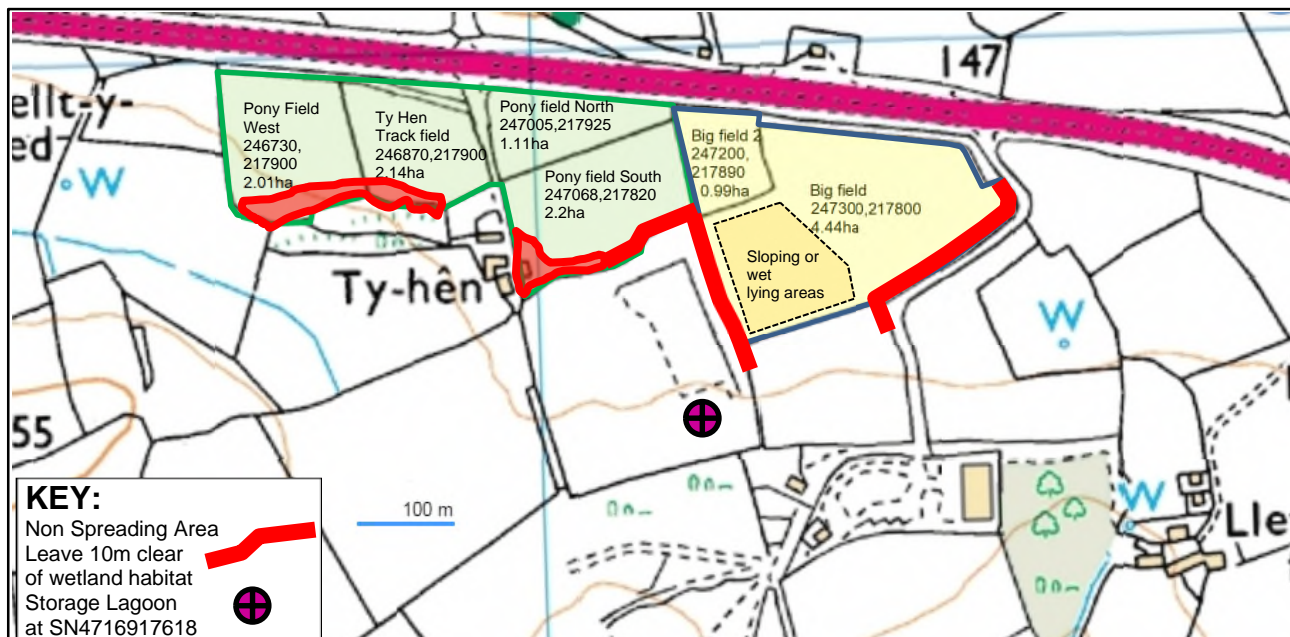 147
ellt-y-
ed
W
Pony Field
West
246730,
217900
2.01ha
Ty Hen
Track field
246870,217900
2.14ha
Pony field North
247005,217925
1.11ha
Pony field South
247068,217820
2.2ha
Big field 2
247200,
217890
0.99ha
Big field
247300,217800
4.44ha
Sloping or
wet
lying areas
Ty-hên
W
55
100 m
W
Lle
KEY:
Non Spreading Area
Leave 10m clear
of wetland habitat
Storage Lagoon
at SN4716917618